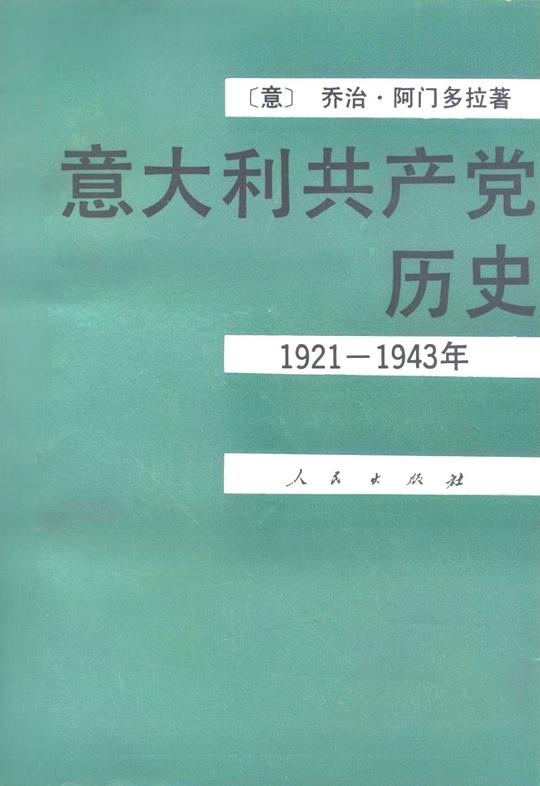 〔意〕 乔治·阿门多拉著
意大利共产党
历史
1921—1943年
人民出版社